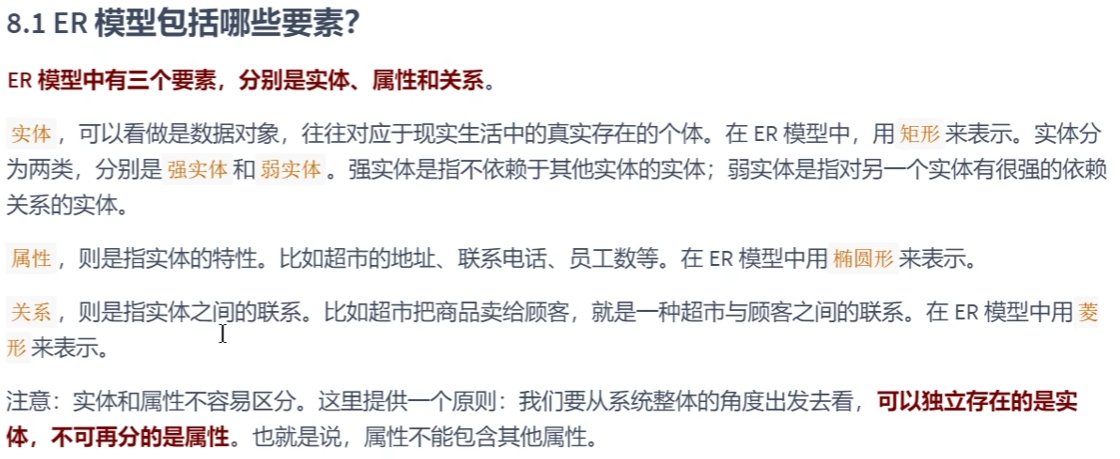 8.1 ER 模型包括哪些要素？
ER 模型中有三个要素，分别是实体、属性和关系。
实体，可以看做是数据对象，往往对应于现实生活中的真实存在的个体。在 ER 模型中，用矩形来表示。实体分
为两类，分别是强实体和弱实体。强实体是指不依赖于其他实体的实体；弱实体是指对另一个实体有很强的依赖
关系的实体。
属性，则是指实体的特性。比如超市的地址、联系电话、员工数等。在 ER 模型中用椭圆形来表示。
关系，则是指实体之间的联系。比如超市把商品卖给顾客，就是一种超市与顾客之间的联系。在 ER 模型中用菱
形来表示。
注意：实体和属性不容易区分。这里提供一个原则：我们要从系统整体的角度出发去看，可以独立存在的是实
体，不可再分的是属性。也就是说，属性不能包含其他属性。